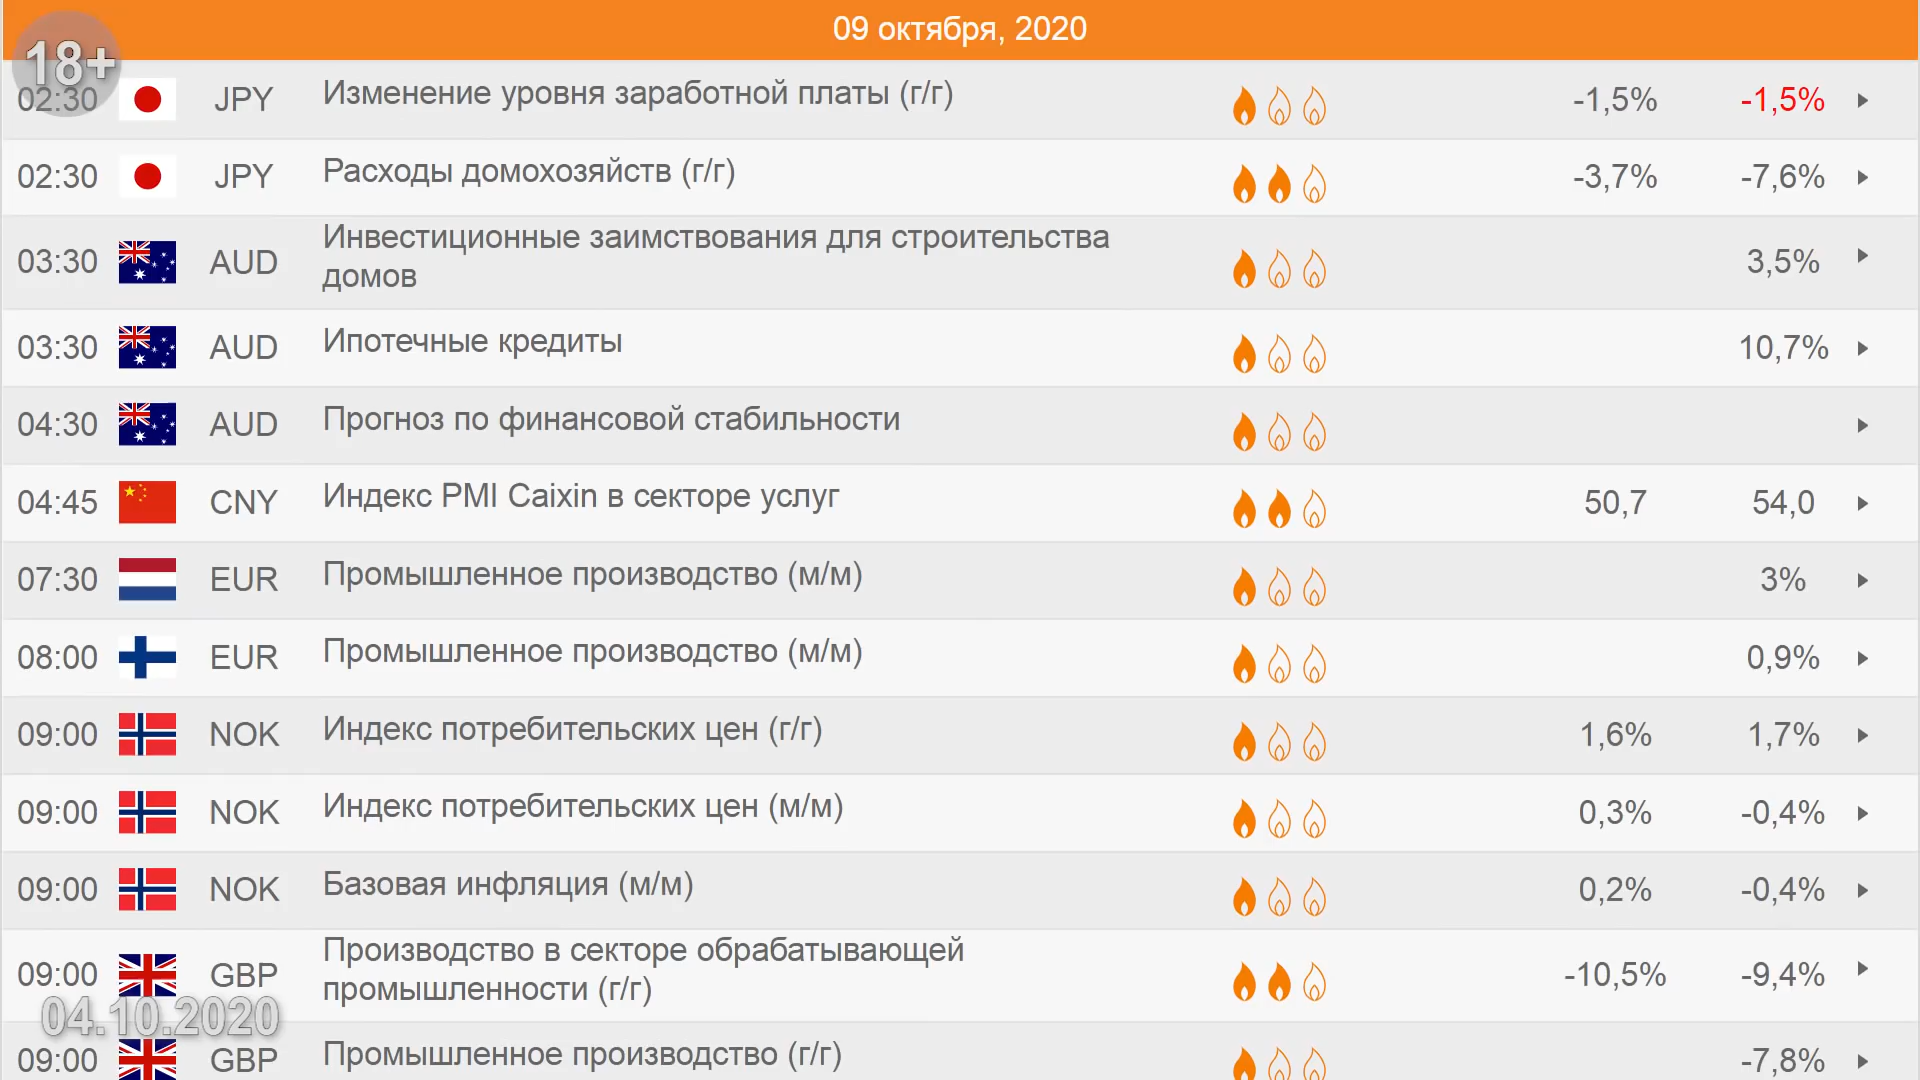 09 октября, 2020
18+
02:30 JPY Изменение уровня заработной платы (г/г) -1,5% -1,5%
02:30 JPY Расходы домохозяйств (г/г) -3,7% -7,6%
03:30 AUD Инвестиционные заимствования для строительства 3,5%
домов
03:30 AUD Ипотечные кредиты 10,7%
04:30 AUD Прогноз по финансовой стабильности
04:45 CNY Индекс PMI Caixin в секторе услуг 50,7 54,0
07:30 EUR Промышленное производство (м/м) 3%
08:00 EUR Промышленное производство (м/м) 0,9%
09:00 NOK Индекс потребительских цен (г/г) 1,6% 1,7%
09:00 NOK Индекс потребительских цен (м/м) 0,3% -0,4%
09:00 NOK Базовая инфляция (м/м) 0,2% -0,4%
09:00 GBP Производство в секторе обрабатывающей -10,5% -9,4%
промышленности (г/г)
04.10.2020
09:00 GBP Промышленное производство (г/г) -7,8%